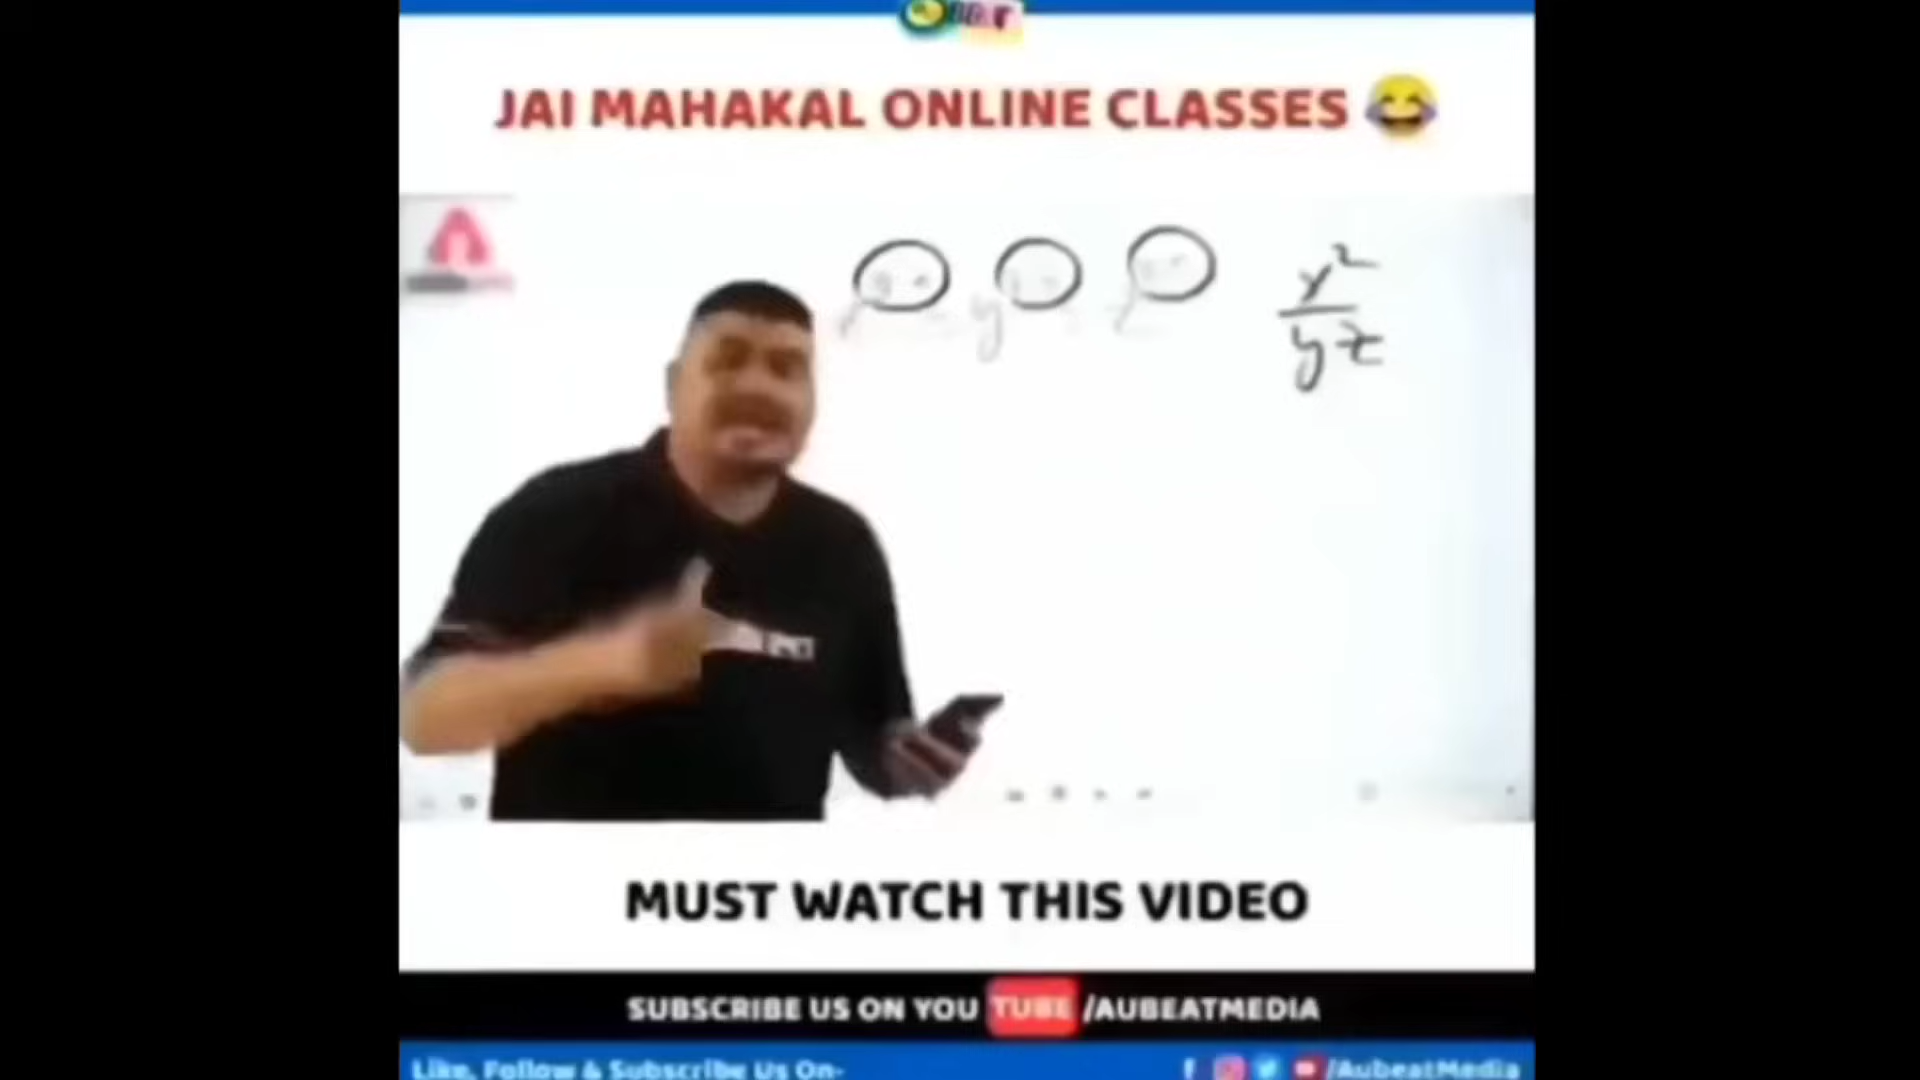 JAI MAHAKAL ONLINE CLASSES 😂
x²
yz
MUST WATCH THIS VIDEO
SUBSCRIBE US ON YOU TUBE /AUBEATMEDIA
Like, Follow & Subscribe Us On-
/AubeatMedia